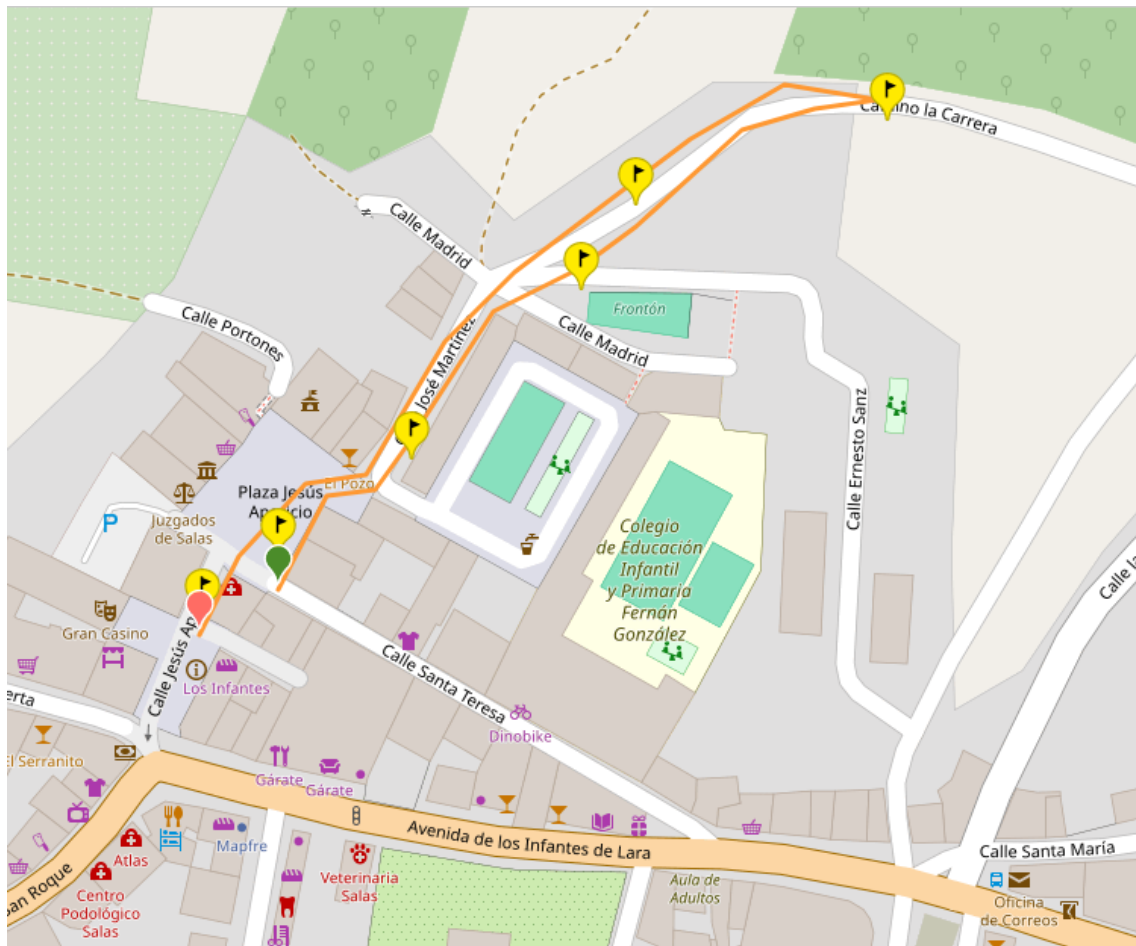 Camino la Carrera
Calle Madrid
Frontón
Calle Portones
Calle Madrid
José Martínez
El Pozo
Plaza Jesús
Aparicio
Juzgados
de Salas
Calle Ernesto Sanz
Colegio
de Educación
Infantil
y Primaria
Fernán
González
P
Gran Casino
Calle Jesús Ap
Los Infantes
Calle Santa Teresa
Dinobike
Calle la
erta
El Serranito
Gárate
Gárate
Avenida de los Infantes de Lara
Mapfre
Atlas
San Roque
Centro
Podológico
Salas
Veterinaria
Salas
Aula de
Adultos
Calle Santa María
Oficina
de Correos